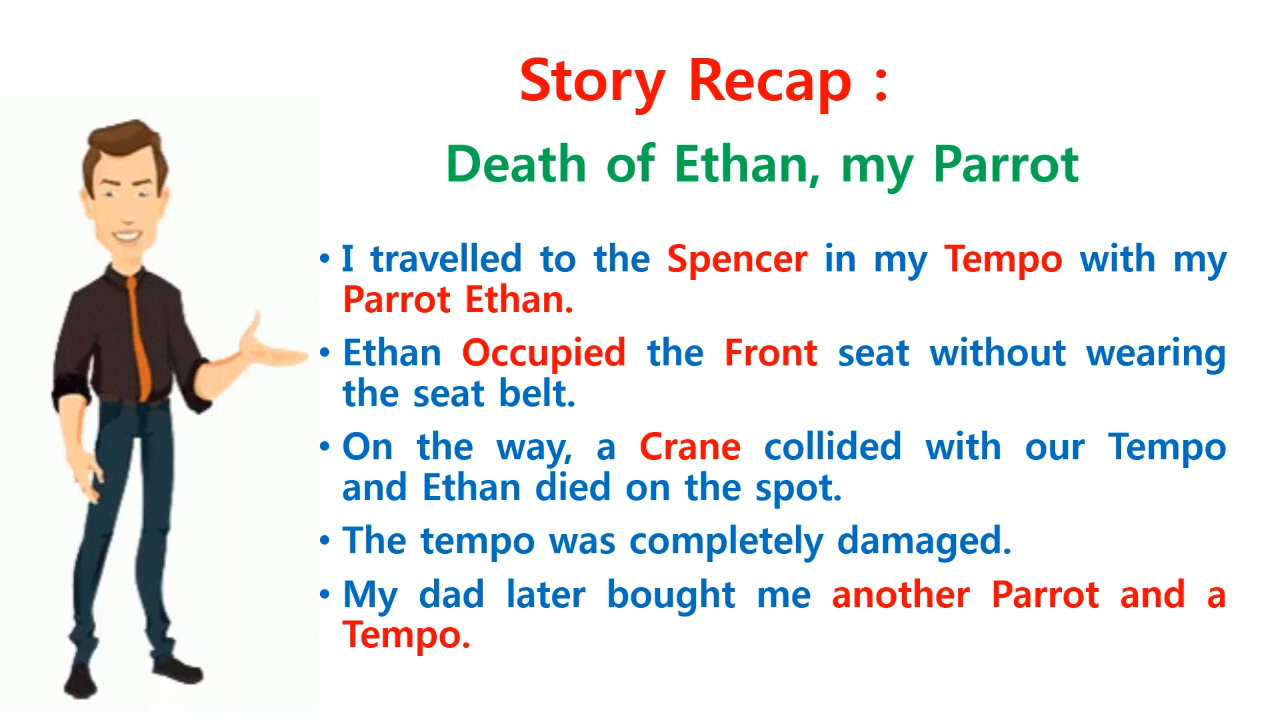 Story Recap :
Death of Ethan, my Parrot
• I travelled to the Spencer in my Tempo with my
Parrot Ethan.
• Ethan Occupied the Front seat without wearing
the seat belt.
• On the way, a Crane collided with our Tempo
and Ethan died on the spot.
• The tempo was completely damaged.
• My dad later bought me another Parrot and a
Tempo.